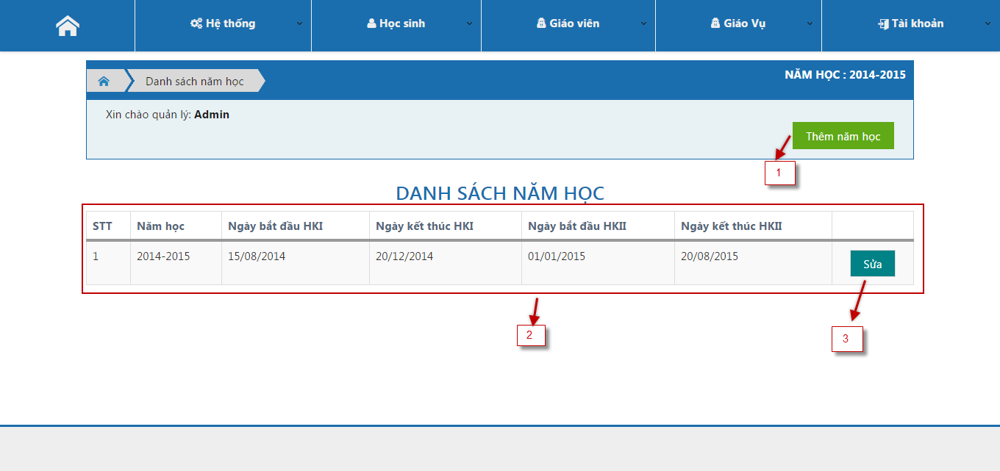 Hệ thống Học sinh Giáo viên Giáo Vụ Tài khoản
Danh sách năm học
NĂM HỌC : 2014-2015
Xin chào quản lý: Admin
Thêm năm học
1
DANH SÁCH NĂM HỌC
STT Năm học Ngày bắt đầu HKI Ngày kết thúc HKI Ngày bắt đầu HKII Ngày kết thúc HKII
1 2014-2015 15/08/2014 20/12/2014 01/01/2015 20/08/2015 Sửa
2
3